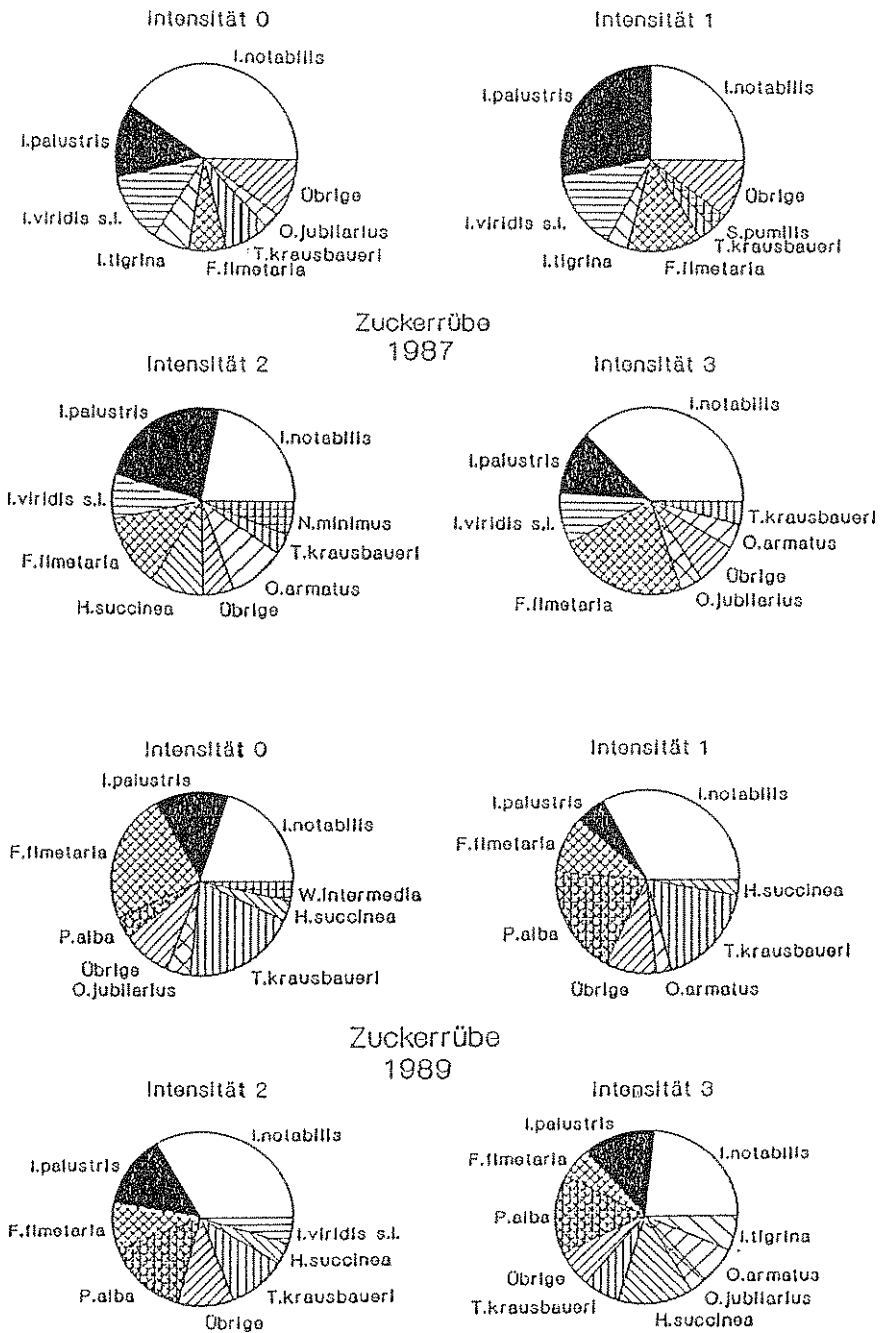 Intensität 0
I.notabilis
I.palustris
I.viridis s.l.
I.tigrina
F.fimetaria
T.krausbaueri
O.jubilarius
Übrige
Intensität 1
I.palustris
I.notabilis
I.viridis s.l.
I.tigrina
F.fimetaria
T.krausbaueri
S.pumilis
Übrige
Zuckerrübe
1987
Intensität 2
I.palustris
I.notabilis
I.viridis s.l.
F.fimetaria
H.succinea
Übrige
O.armatus
T.krausbaueri
N.minimus
Intensität 3
I.notabilis
I.palustris
I.viridis s.l.
F.fimetaria
O.jubilarius
Übrige
O.armatus
T.krausbaueri
Intensität 0
I.palustris
I.notabilis
F.fimetaria
P.alba
Übrige
O.jubilarius
T.krausbaueri
H.succinea
W.intermedia
Intensität 1
I.palustris
I.notabilis
F.fimetaria
P.alba
Übrige
O.armatus
T.krausbaueri
H.succinea
Zuckerrübe
1989
Intensität 2
I.notabilis
I.palustris
F.fimetaria
P.alba
Übrige
T.krausbaueri
H.succinea
I.viridis s.l.
Intensität 3
I.palustris
I.notabilis
F.fimetaria
P.alba
Übrige
T.krausbaueri
H.succinea
O.jubilarius
O.armatus
I.tigrina